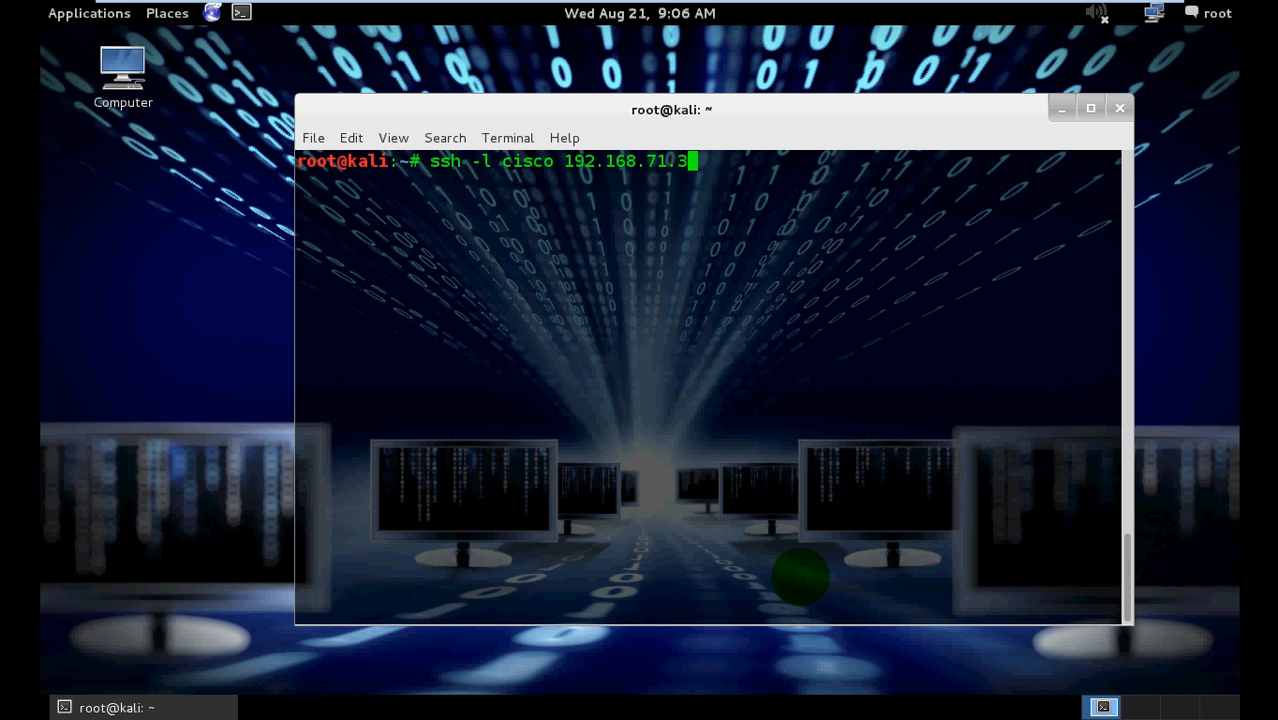 Applications Places Wed Aug 21, 9:06 AM root
Computer
root@kali: ~
File Edit View Search Terminal Help
root@kali:~# ssh -l cisco 192.168.71.3
root@kali: ~